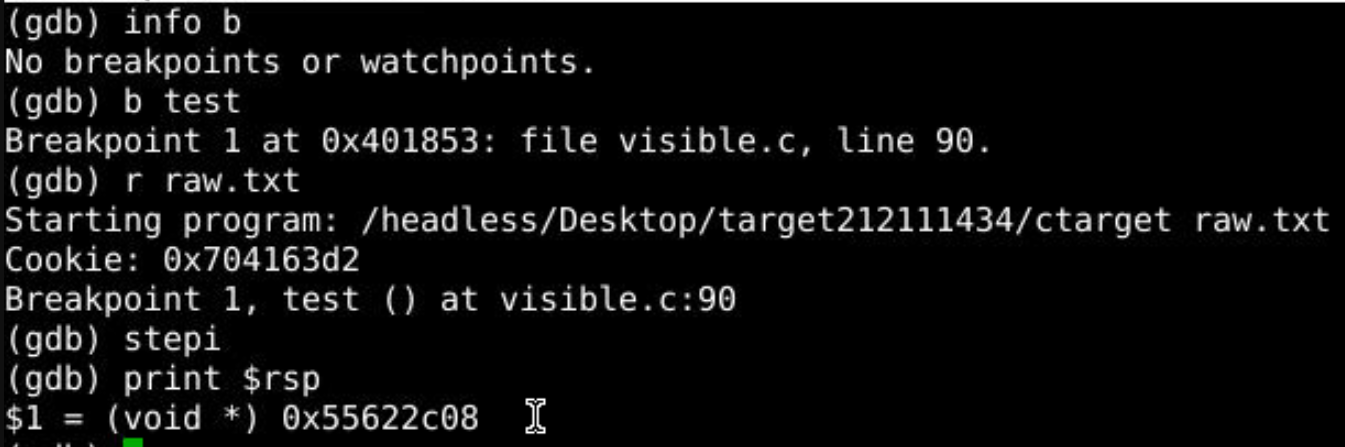 (gdb) info b
No breakpoints or watchpoints.
(gdb) b test
Breakpoint 1 at 0x401853: file visible.c, line 90.
(gdb) r raw.txt
Starting program: /headless/Desktop/target212111434/ctarget raw.txt
Cookie: 0x704163d2
Breakpoint 1, test () at visible.c:90
(gdb) stepi
(gdb) print $rsp
$1 = (void *) 0x55622c08